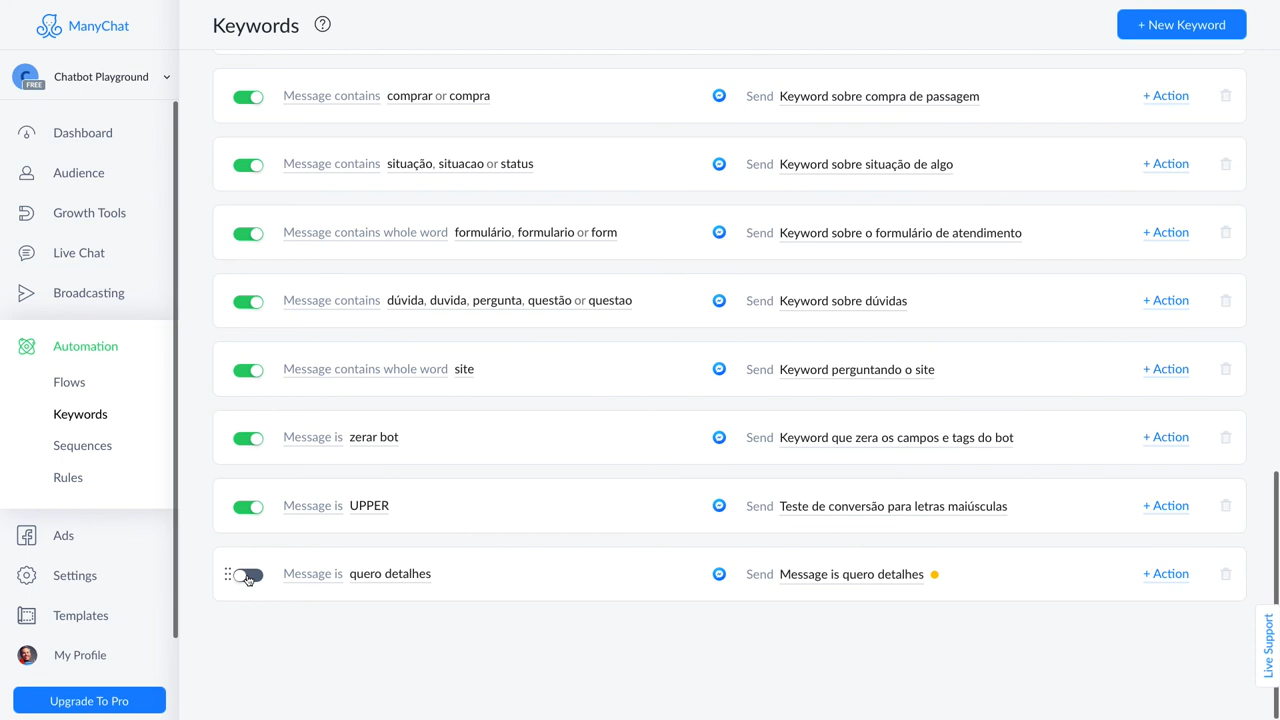 ManyChat
Keywords
+ New Keyword
C
FREE
Chatbot Playground
Dashboard
Audience
Growth Tools
Live Chat
Broadcasting
Automation
Flows
Keywords
Sequences
Rules
Ads
Settings
Templates
My Profile
Upgrade To Pro
Message contains comprar or compra Send Keyword sobre compra de passagem + Action
Message contains situação, situacao or status Send Keyword sobre situação de algo + Action
Message contains whole word formulário, formulario or form Send Keyword sobre o formulário de atendimento + Action
Message contains dúvida, duvida, pergunta, questão or questao Send Keyword sobre dúvidas + Action
Message contains whole word site Send Keyword perguntando o site + Action
Message is zerar bot Send Keyword que zera os campos e tags do bot + Action
Message is UPPER Send Teste de conversão para letras maiúsculas + Action
Message is quero detalhes Send Message is quero detalhes + Action
Live Support